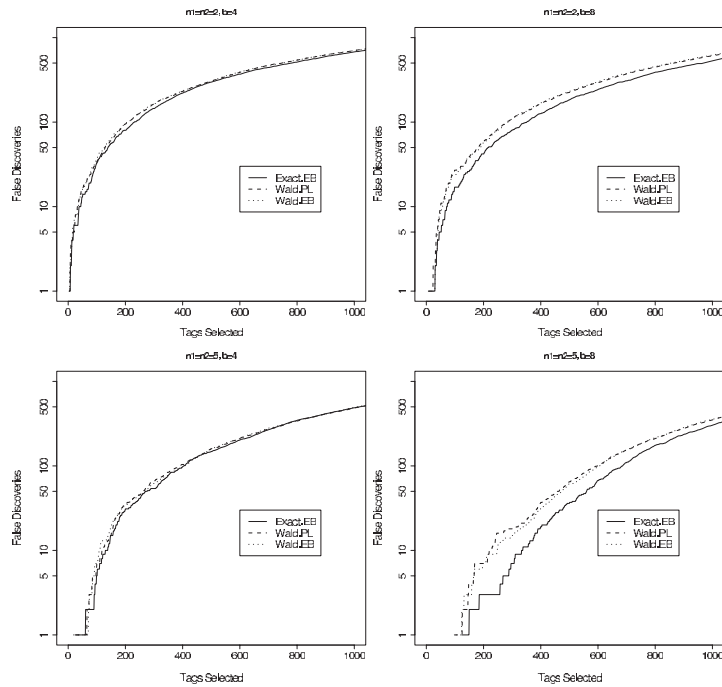 n1=n2=2, b=4
False Discoveries
500
100
50
10
5
1
Exact.EB
Wald.PL
Wald.EB
0 200 400 600 800 1000
Tags Selected
n1=n2=2, b=8
False Discoveries
500
100
50
10
5
1
Exact.EB
Wald.PL
Wald.EB
0 200 400 600 800 1000
Tags Selected
n1=n2=5, b=4
False Discoveries
500
100
50
10
5
1
Exact.EB
Wald.PL
Wald.EB
0 200 400 600 800 1000
Tags Selected
n1=n2=5, b=8
False Discoveries
500
100
50
10
5
1
Exact.EB
Wald.PL
Wald.EB
0 200 400 600 800 1000
Tags Selected